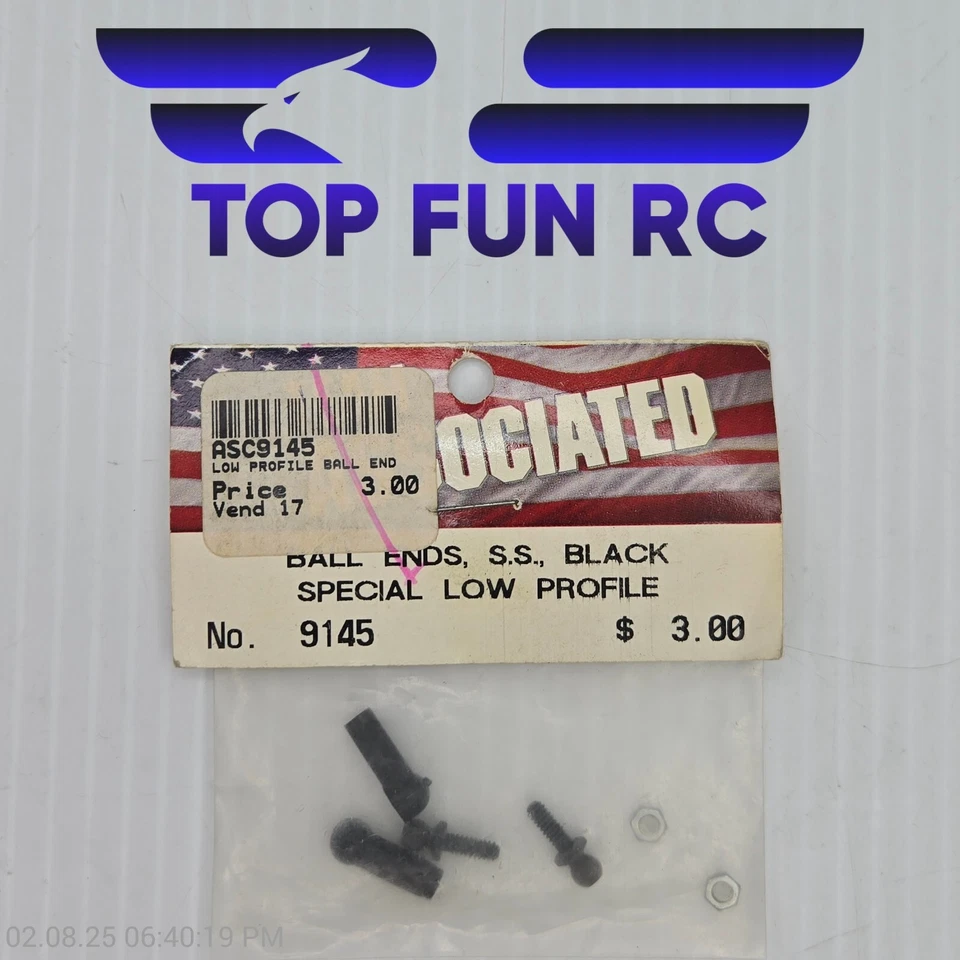 TOP FUN RC
OCIATED
ASC9145
LOW PROFILE BALL END
Price 3.00
Vend 17
BALL ENDS, S.S., BLACK
SPECIAL LOW PROFILE
No. 9145 $ 3.00
02.08.25 06:40:19 PM